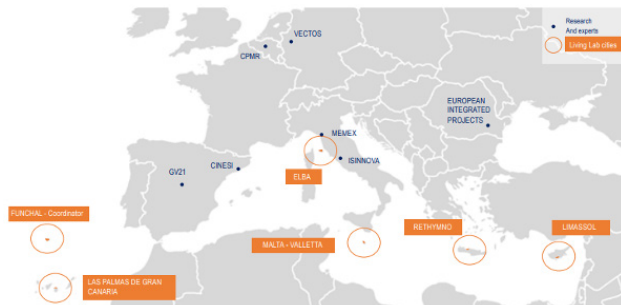 Research
And experts
Living Lab cities
VECTOS
CPMR
EUROPEAN
INTEGRATED
PROJECTS
MEMEX
ISINNOVA
CINESI
GV21
ELBA
FUNCHAL - Coordinator
RETHYMNO
LIMASSOL
MALTA - VALLETTA
LAS PALMAS DE GRAN
CANARIA